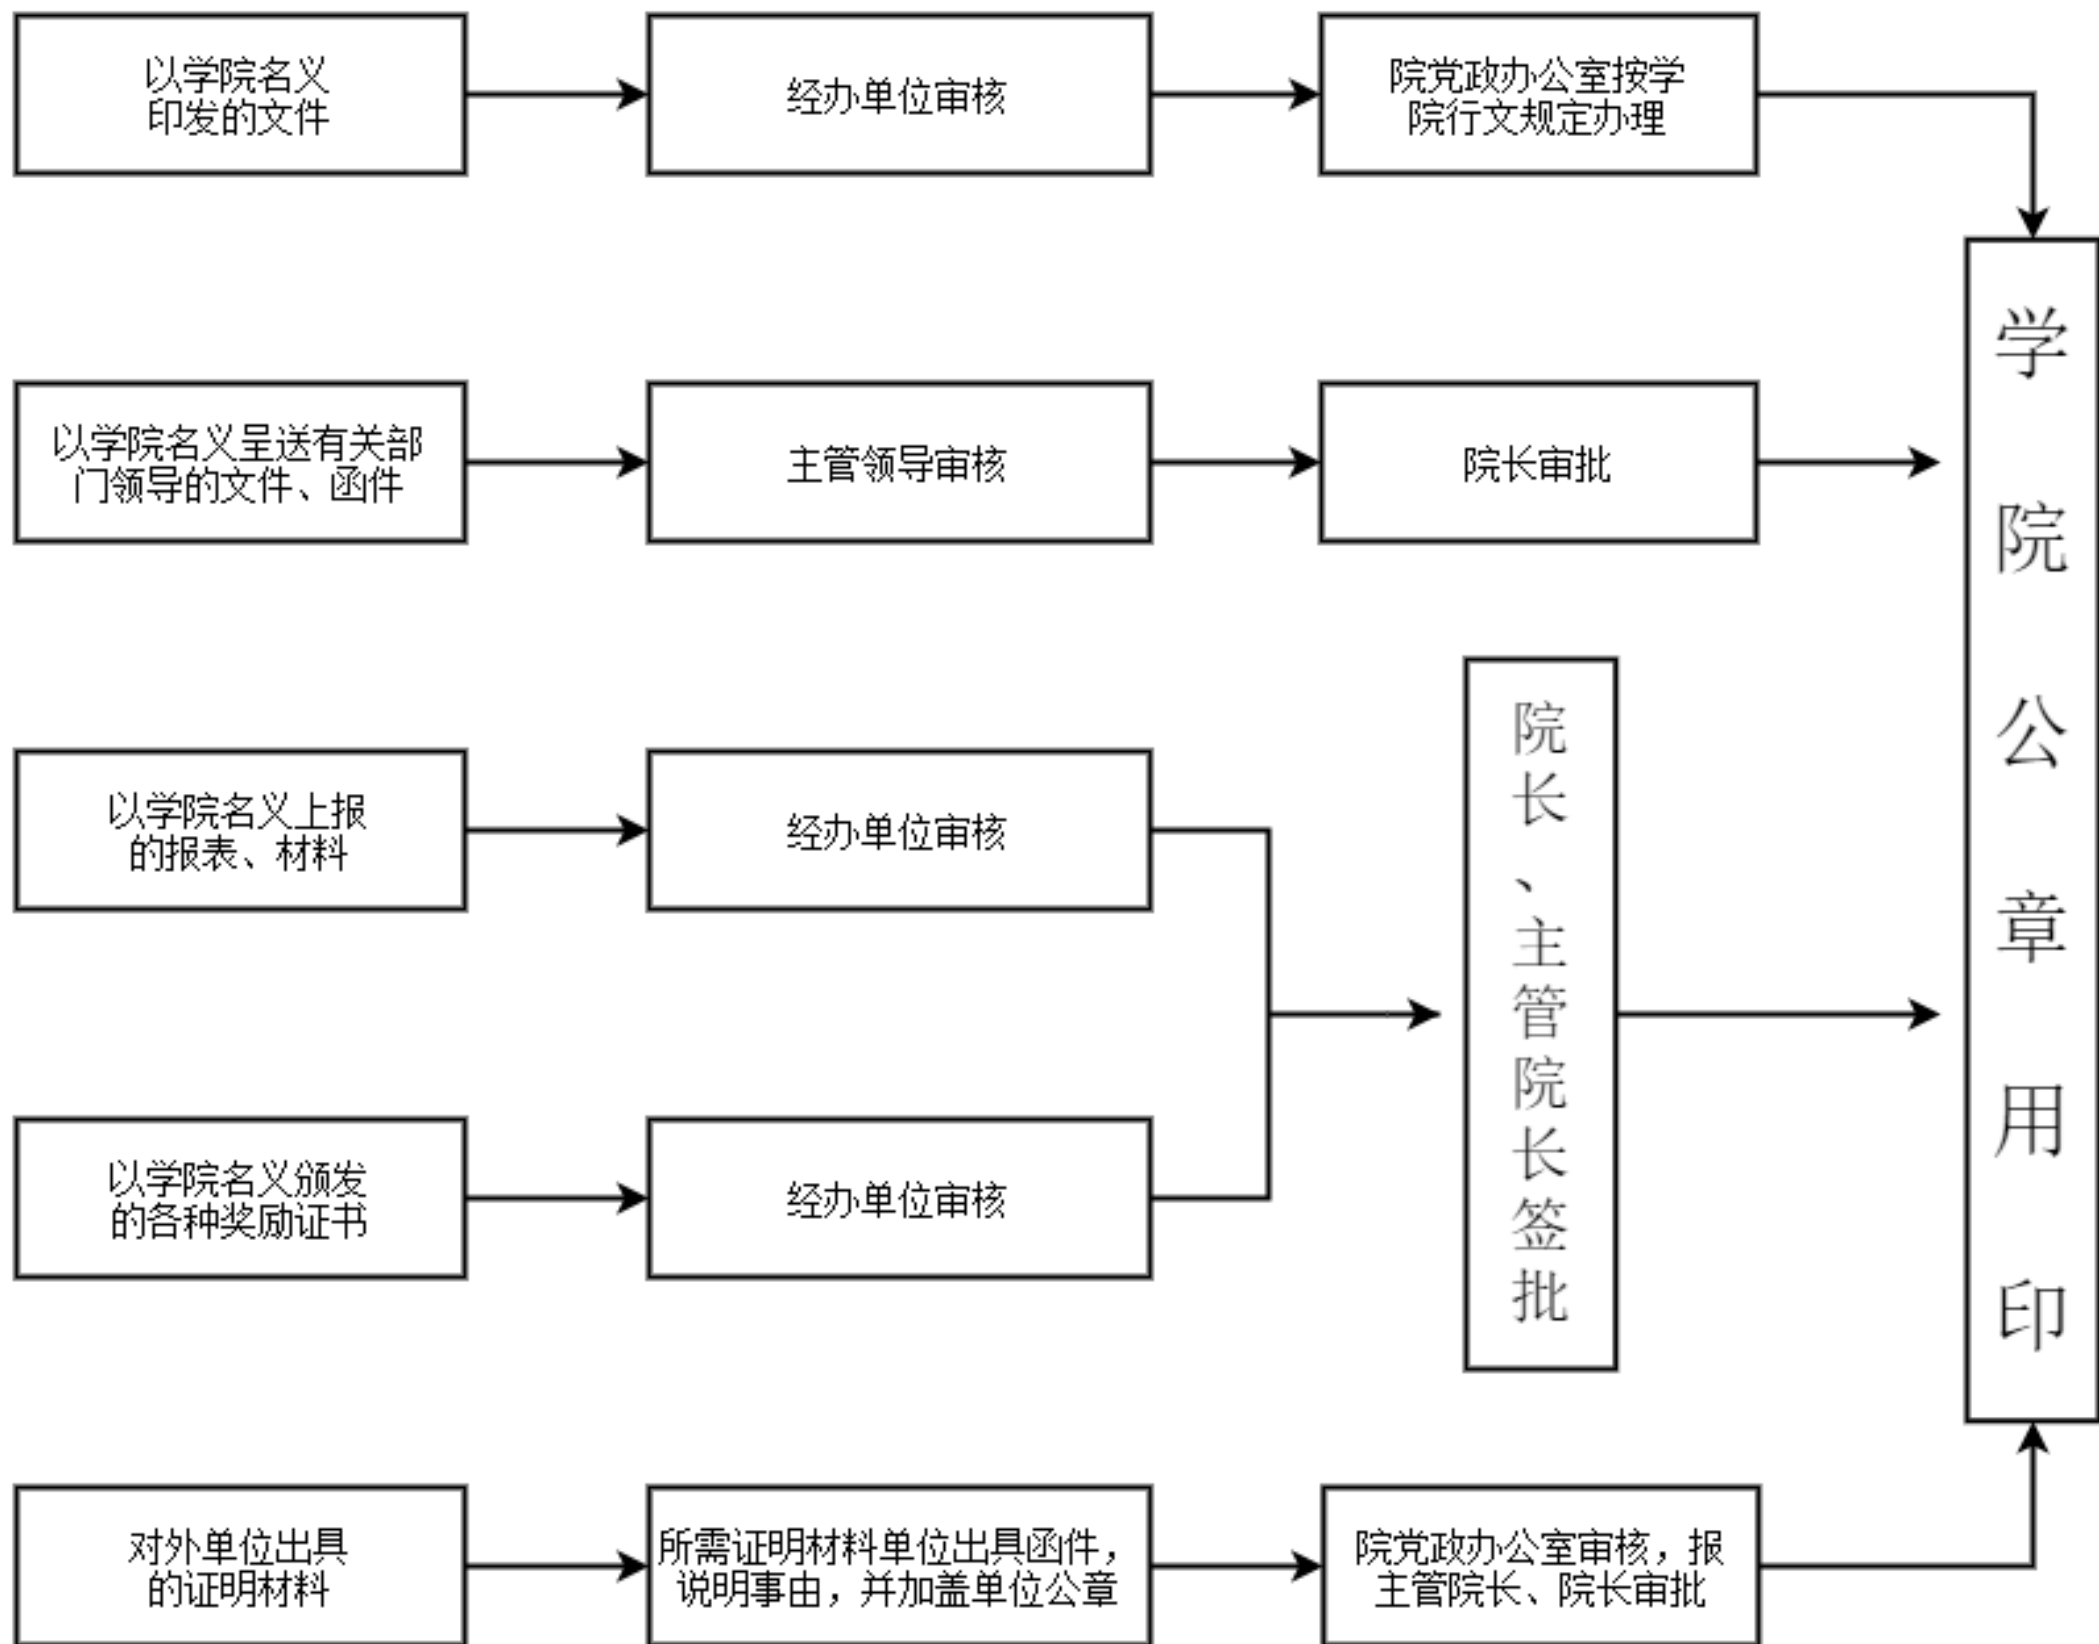 以学院名义
印发的文件
经办单位审核
院党政办公室按学
院行文规定办理
以学院名义呈送有关部
门领导的文件、函件
主管领导审核
院长审批
以学院名义上报
的报表、材料
经办单位审核
以学院名义颁发
的各种奖励证书
经办单位审核
院长、主管院长签批
对外单位出具
的证明材料
所需证明材料单位出具函件，
说明事由，并加盖单位公章
院党政办公室审核，报
主管院长、院长审批
学院公章用印